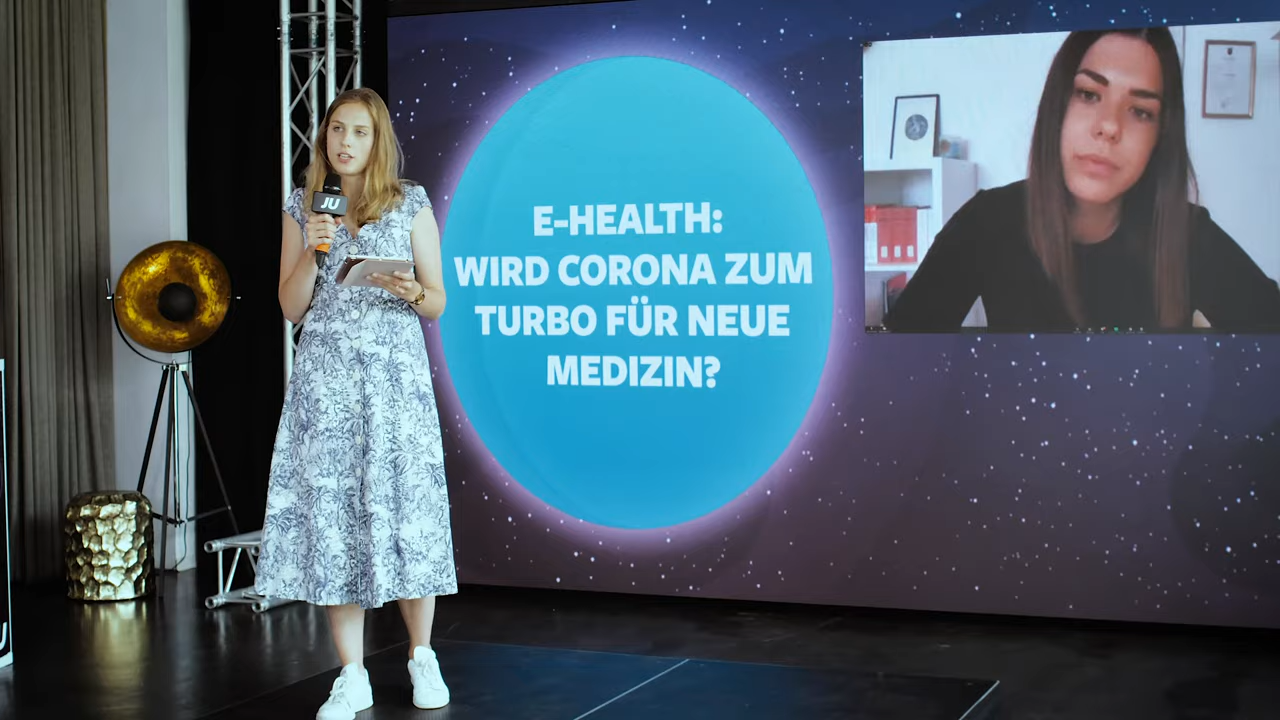 JU
E-HEALTH:
WIRD CORONA ZUM
TURBO FÜR NEUE
MEDIZIN?